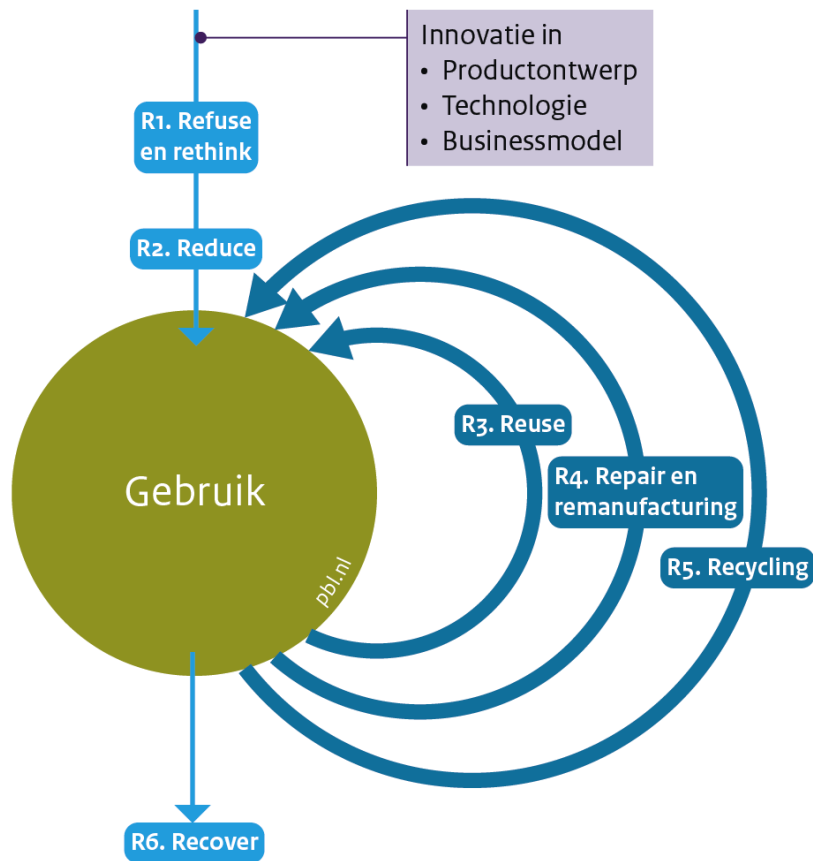 Innovatie in
• Productontwerp
• Technologie
• Businessmodel
R1. Refuse
en rethink
R2. Reduce
R3. Reuse
R4. Repair en
remanufacturing
Gebruik
R5. Recycling
pbl.nl
R6. Recover